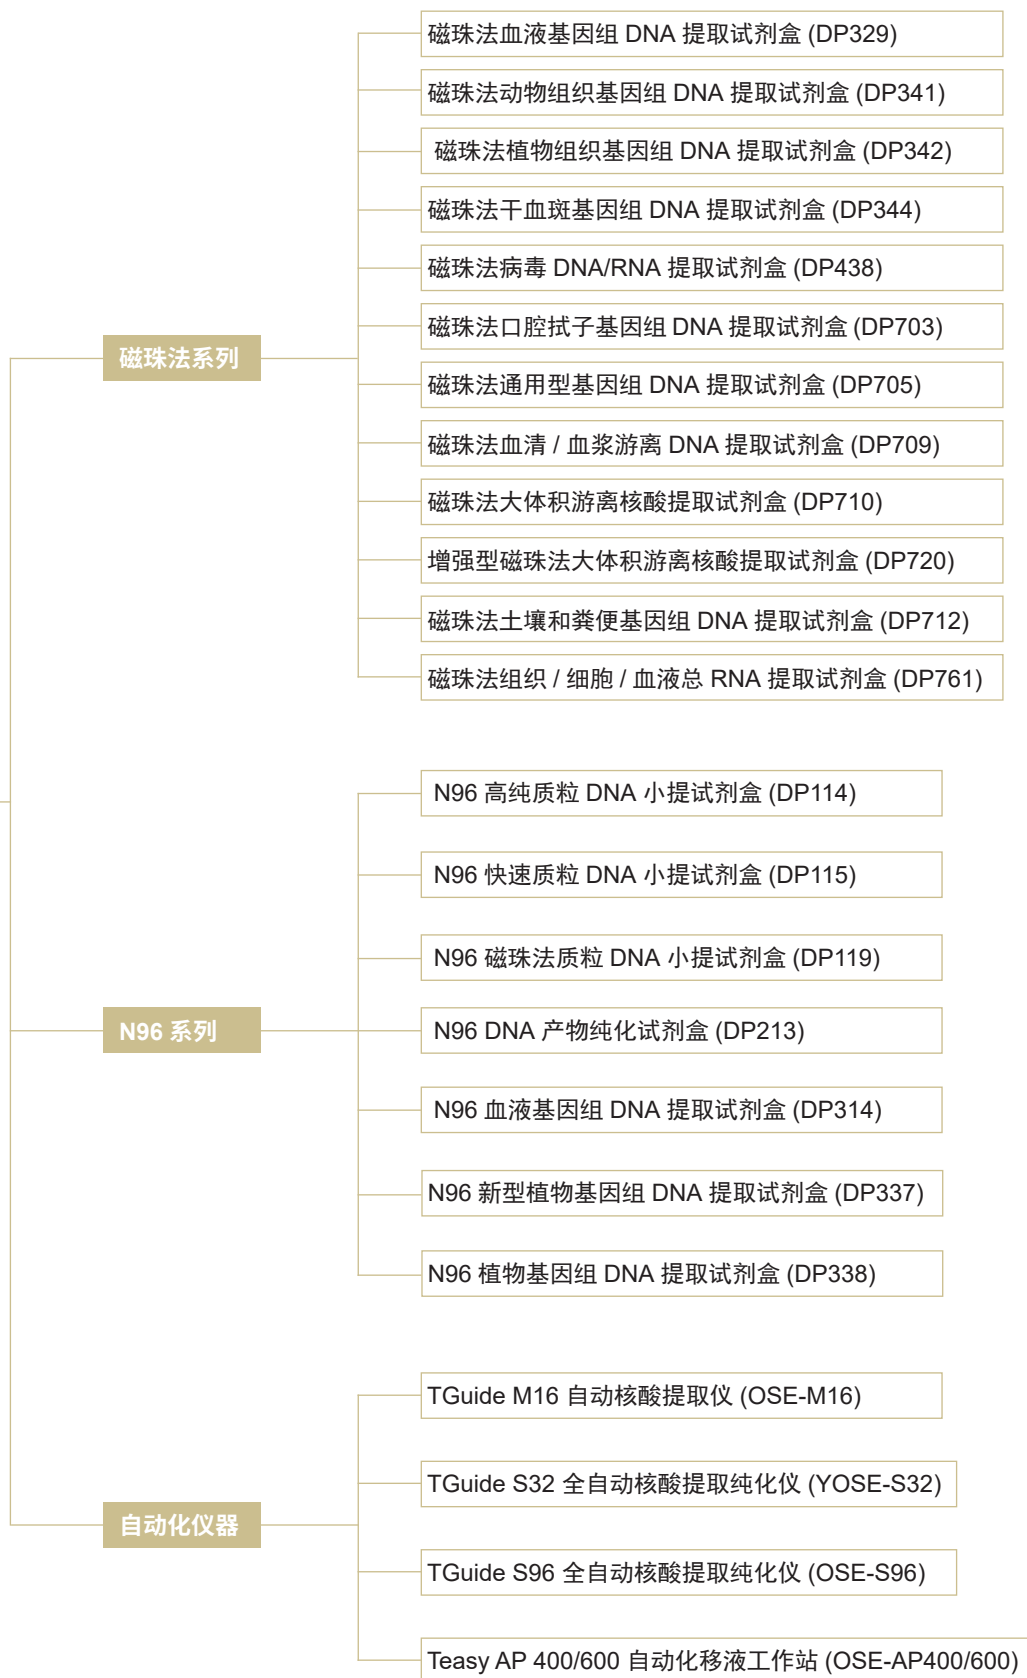 磁珠法血液基因组 DNA 提取试剂盒 (DP329)
磁珠法动物组织基因组 DNA 提取试剂盒 (DP341)
磁珠法植物组织基因组 DNA 提取试剂盒 (DP342)
磁珠法干血斑基因组 DNA 提取试剂盒 (DP344)
磁珠法病毒 DNA/RNA 提取试剂盒 (DP438)
磁珠法口腔拭子基因组 DNA 提取试剂盒 (DP703)
磁珠法系列
磁珠法通用型基因组 DNA 提取试剂盒 (DP705)
磁珠法血清 / 血浆游离 DNA 提取试剂盒 (DP709)
磁珠法大体积游离核酸提取试剂盒 (DP710)
增强型磁珠法大体积游离核酸提取试剂盒 (DP720)
磁珠法土壤和粪便基因组 DNA 提取试剂盒 (DP712)
磁珠法组织 / 细胞 / 血液总 RNA 提取试剂盒 (DP761)
N96 高纯质粒 DNA 小提试剂盒 (DP114)
N96 快速质粒 DNA 小提试剂盒 (DP115)
N96 磁珠法质粒 DNA 小提试剂盒 (DP119)
N96 系列
N96 DNA 产物纯化试剂盒 (DP213)
N96 血液基因组 DNA 提取试剂盒 (DP314)
N96 新型植物基因组 DNA 提取试剂盒 (DP337)
N96 植物基因组 DNA 提取试剂盒 (DP338)
TGuide M16 自动核酸提取仪 (OSE-M16)
TGuide S32 全自动核酸提取纯化仪 (YOSE-S32)
自动化仪器
TGuide S96 全自动核酸提取纯化仪 (OSE-S96)
Teasy AP 400/600 自动化移液工作站 (OSE-AP400/600)